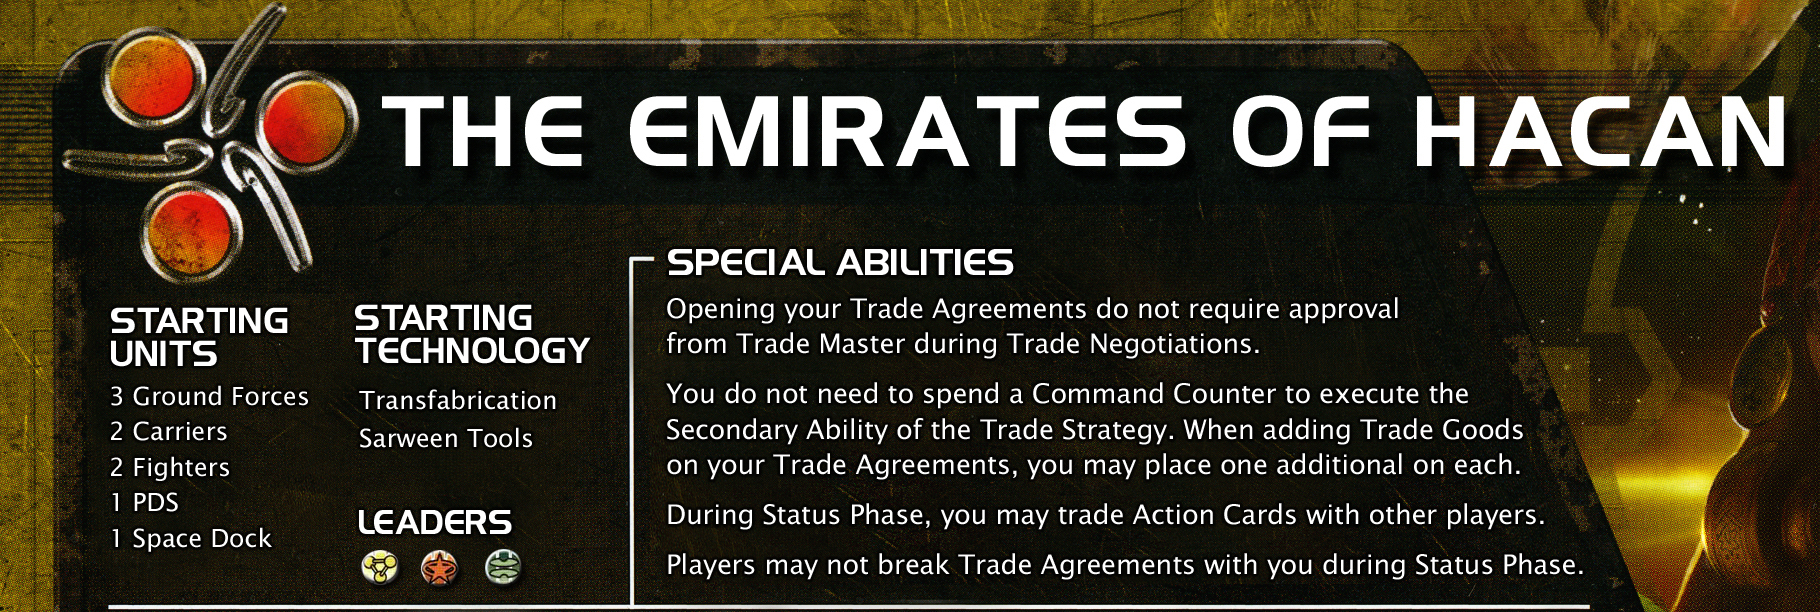 THE EMIRATES OF HACAN
STARTING
UNITS
3 Ground Forces
2 Carriers
2 Fighters
1 PDS
1 Space Dock
STARTING
TECHNOLOGY
Transfabrication
Sarween Tools
LEADERS
SPECIAL ABILITIES
Opening your Trade Agreements do not require approval
from Trade Master during Trade Negotiations.
You do not need to spend a Command Counter to execute the
Secondary Ability of the Trade Strategy. When adding Trade Goods
on your Trade Agreements, you may place one additional on each.
During Status Phase, you may trade Action Cards with other players.
Players may not break Trade Agreements with you during Status Phase.